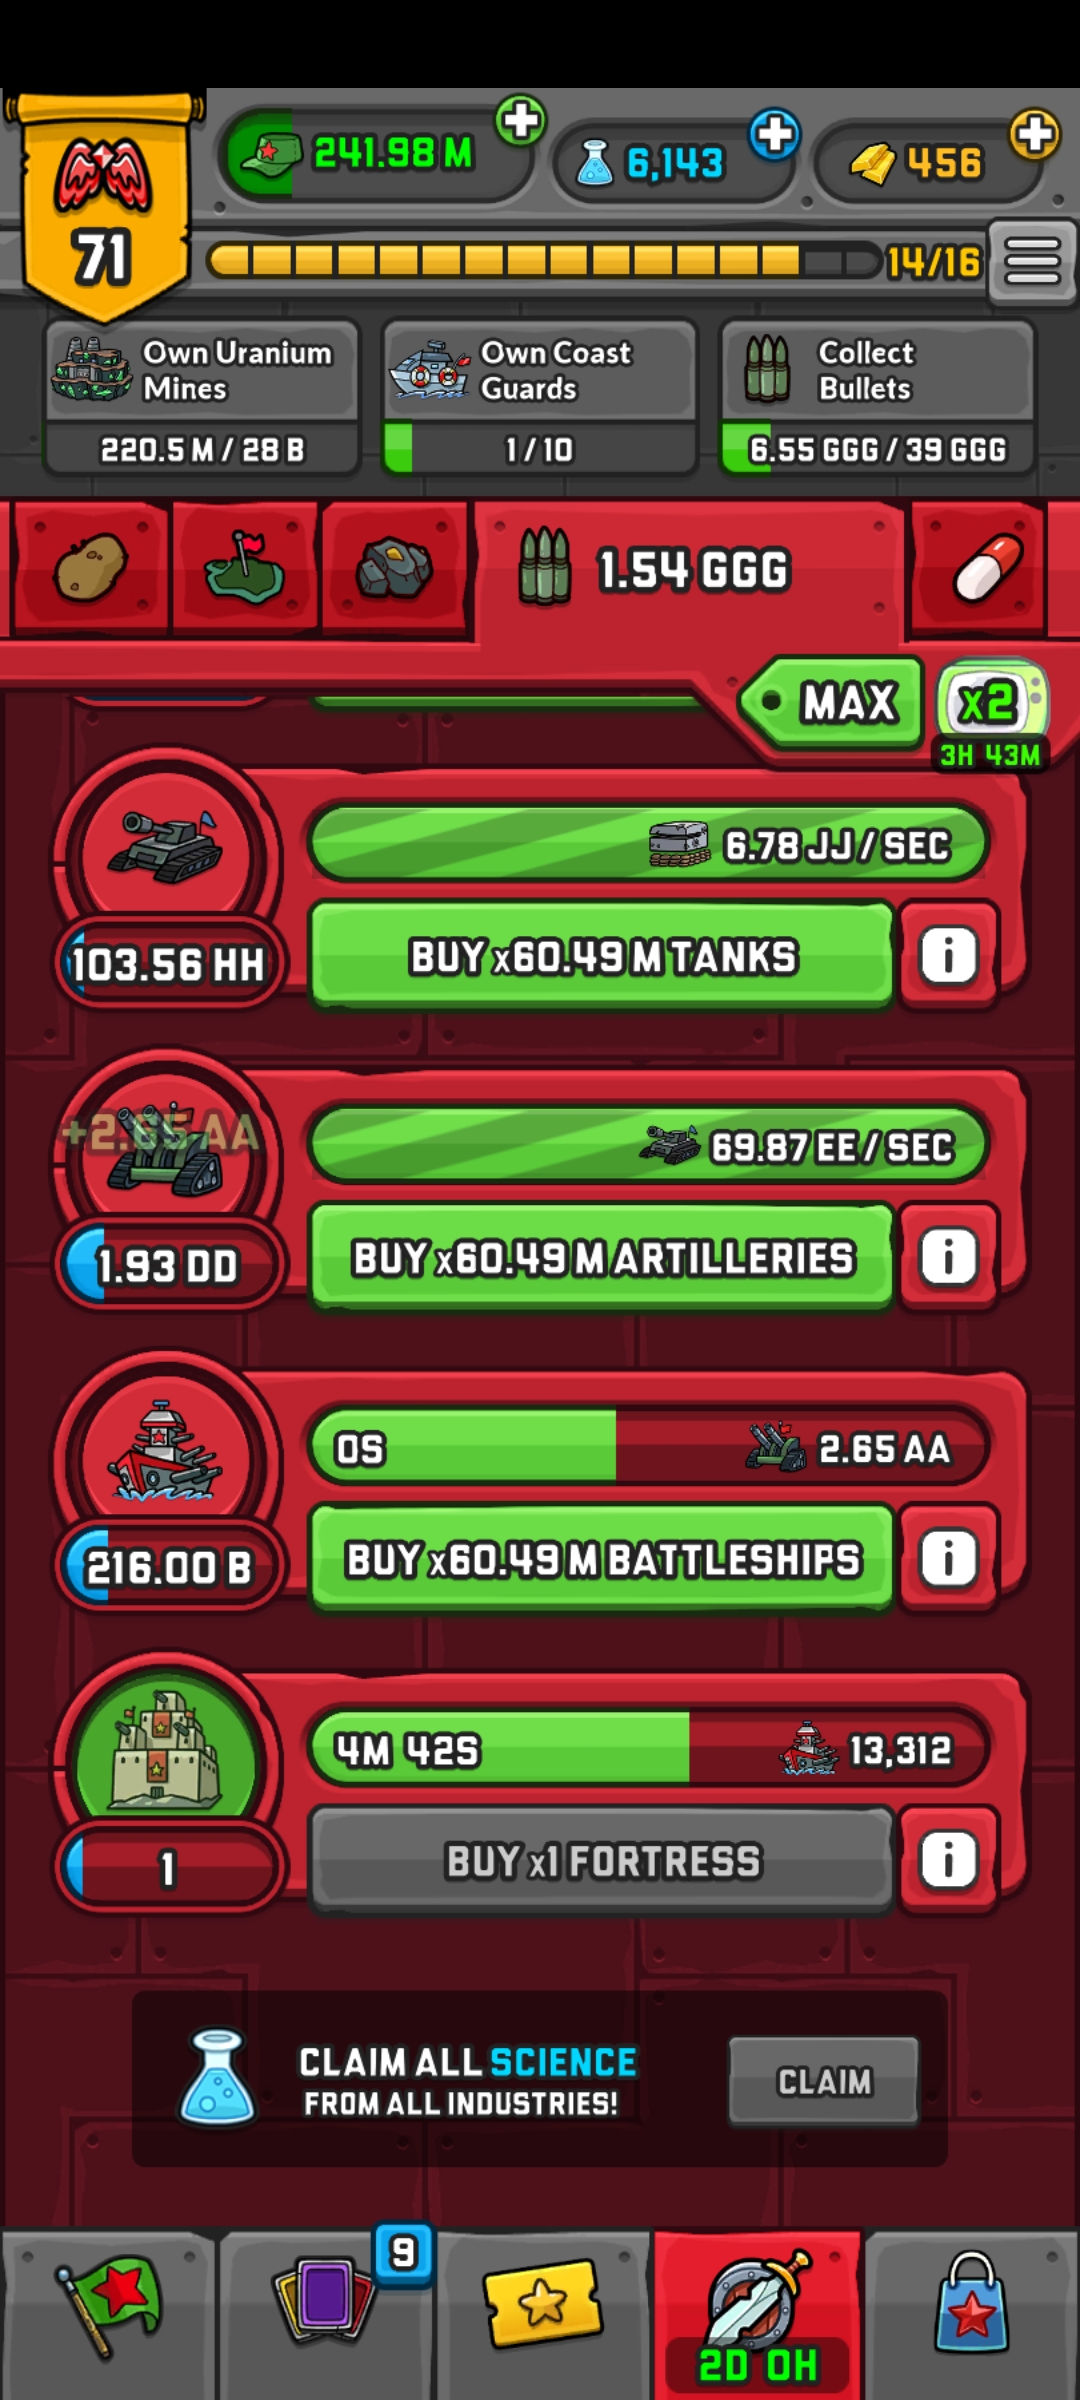 241.98 M
6,143
456
71
14/16
Own Uranium
Mines
220.5 M / 28 B
Own Coast
Guards
1 / 10
Collect
Bullets
6.55 GGG / 39 GGG
1.54 GGG
MAX
x2
3H 43M
6.78 JJ / SEC
103.56 HH
BUY x60.49 M TANKS
i
+2.65 AA
69.87 EE / SEC
1.93 DD
BUY x60.49 M ARTILLERIES
i
0S
2.65 AA
216.00 B
BUY x60.49 M BATTLESHIPS
i
4M 42S
13,312
1
BUY x1 FORTRESS
i
CLAIM ALL SCIENCE
FROM ALL INDUSTRIES!
CLAIM
9
2D 0H